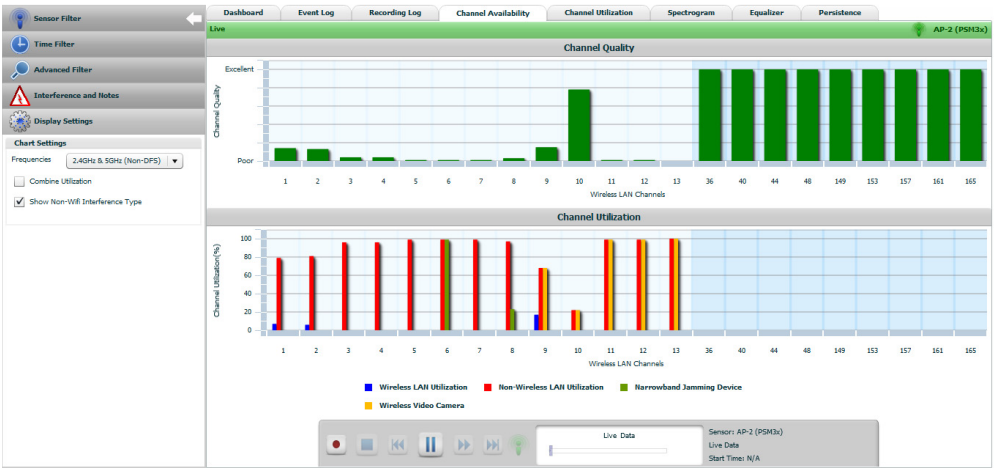 Sensor Filter
Time Filter
Advanced Filter
Interference and Notes
Display Settings
Chart Settings
Frequencies 2.4GHz & 5GHz (Non-DFS)
Combine Utilization
Show Non-Wifi Interference Type
Dashboard Event Log Recording Log Channel Availability Channel Utilization Spectrogram Equalizer Persistence
Live AP-2 (PSM3x)
Channel Quality
Excellent
Channel Quality
Poor
1 2 3 4 5 6 7 8 9 10 11 12 13 36 40 44 48 149 153 157 161 165
Wireless LAN Channels
Channel Utilization
Channel Utilization(%)
100
80
60
40
20
0
1 2 3 4 5 6 7 8 9 10 11 12 13 36 40 44 48 149 153 157 161 165
Wireless LAN Channels
Wireless LAN Utilization Non-Wireless LAN Utilization Narrowband Jamming Device
Wireless Video Camera
Live Data
Sensor: AP-2 (PSM3x)
Live Data
Start Time: N/A